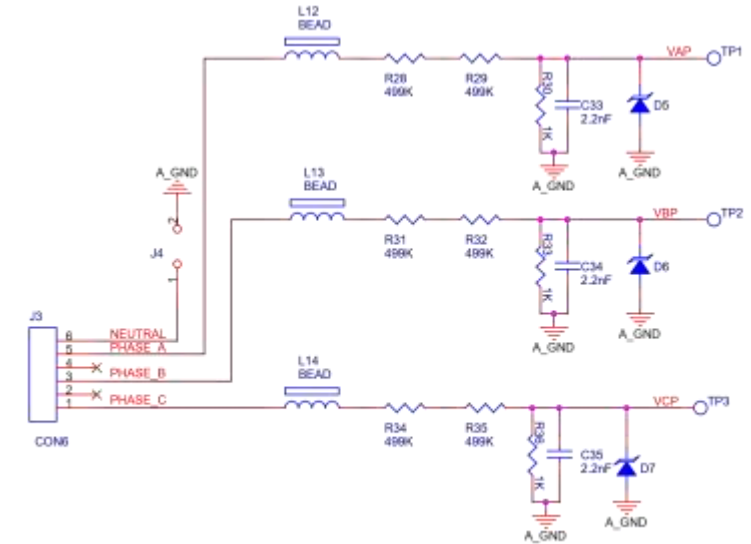 L12
BEAD
VAP
TP1
R28
499K
R29
499K
R30
1K
C33
2.2nF
D5
A_GND
A_GND
A_GND
L13
BEAD
VBP
TP2
2
J4
1
R31
499K
R32
499K
R33
1K
C34
2.2nF
D6
A_GND
A_GND
J3
6
NEUTRAL
5
PHASE_A
4
3
PHASE_B
2
1
PHASE_C
CON6
L14
BEAD
VCP
TP3
R34
499K
R35
499K
R36
1K
C35
2.2nF
D7
A_GND
A_GND